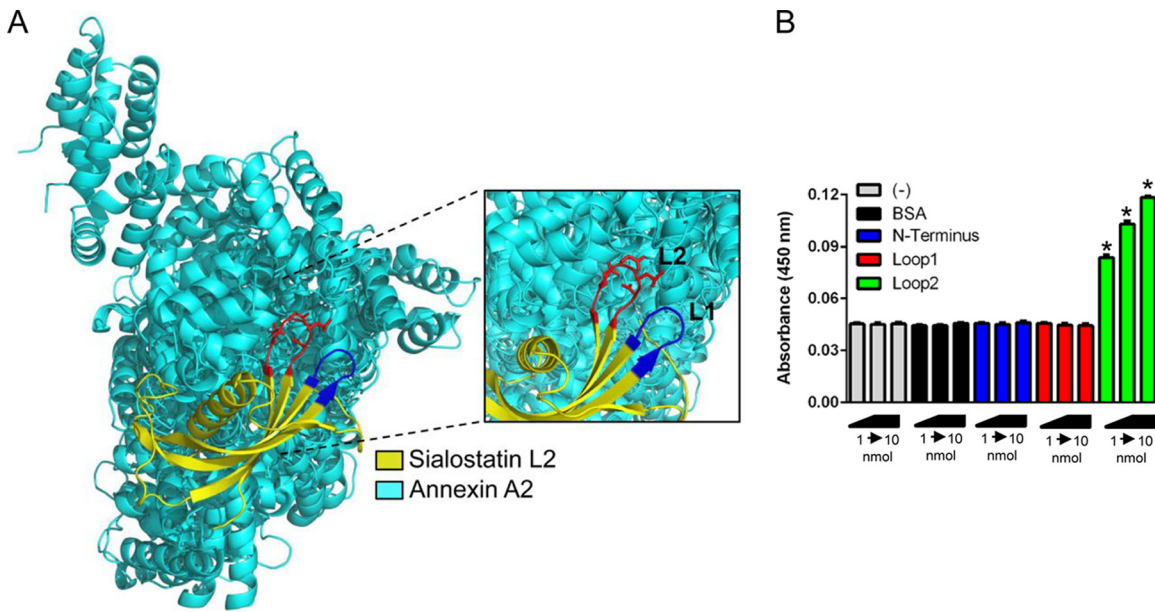 A
L2
L1
Sialostatin L2
Annexin A2
B
Absorbance (450 nm)
0.12
0.09
0.06
0.03
0.00
(-)
BSA
N-Terminus
Loop1
Loop2
*
*
*
1 10
nmol
1 10
nmol
1 10
nmol
1 10
nmol
1 10
nmol